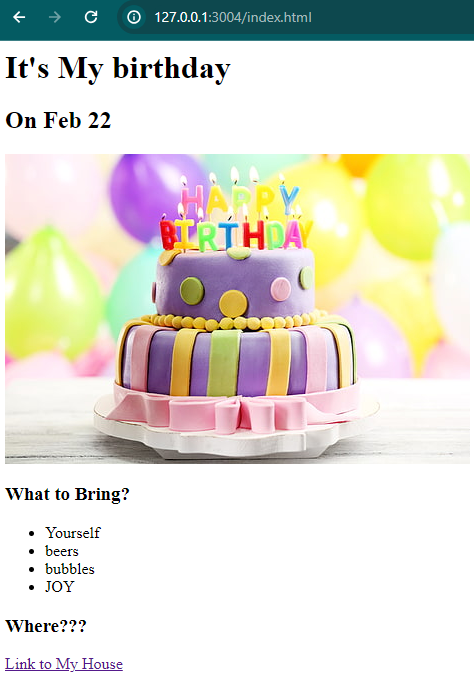 127.0.0.1:3004/index.html
It's My birthday
On Feb 22
HAPPY
BIRTHDAY
What to Bring?
Yourself
beers
bubbles
JOY
Where???
Link to My House